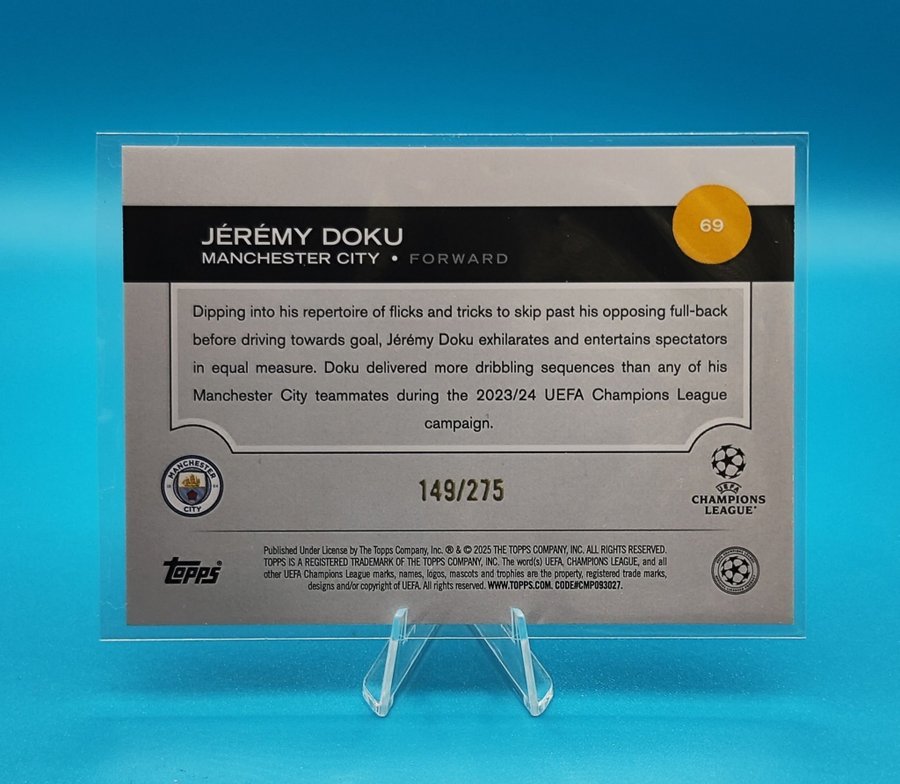 69
JÉRÉMY DOKU
MANCHESTER CITY • FORWARD
Dipping into his repertoire of flicks and tricks to skip past his opposing full-back
before driving towards goal, Jérémy Doku exhilarates and entertains spectators
in equal measure. Doku delivered more dribbling sequences than any of his
Manchester City teammates during the 2023/24 UEFA Champions League
campaign.
MANCHESTER
CITY
149/275
UEFA
CHAMPIONS
LEAGUE®
topps®
Published Under License by The Topps Company, Inc. ® & © 2025 THE TOPPS COMPANY, INC. ALL RIGHTS RESERVED.
TOPPS IS A REGISTERED TRADEMARK OF THE TOPPS COMPANY, INC. The word(s) UEFA, CHAMPIONS LEAGUE, and all
other UEFA Champions League marks, names, logos, mascots and trophies are the property, registered trade marks,
designs and/or copyright of UEFA. All rights reserved. WWW.TOPPS.COM. CODE#CMP093027.